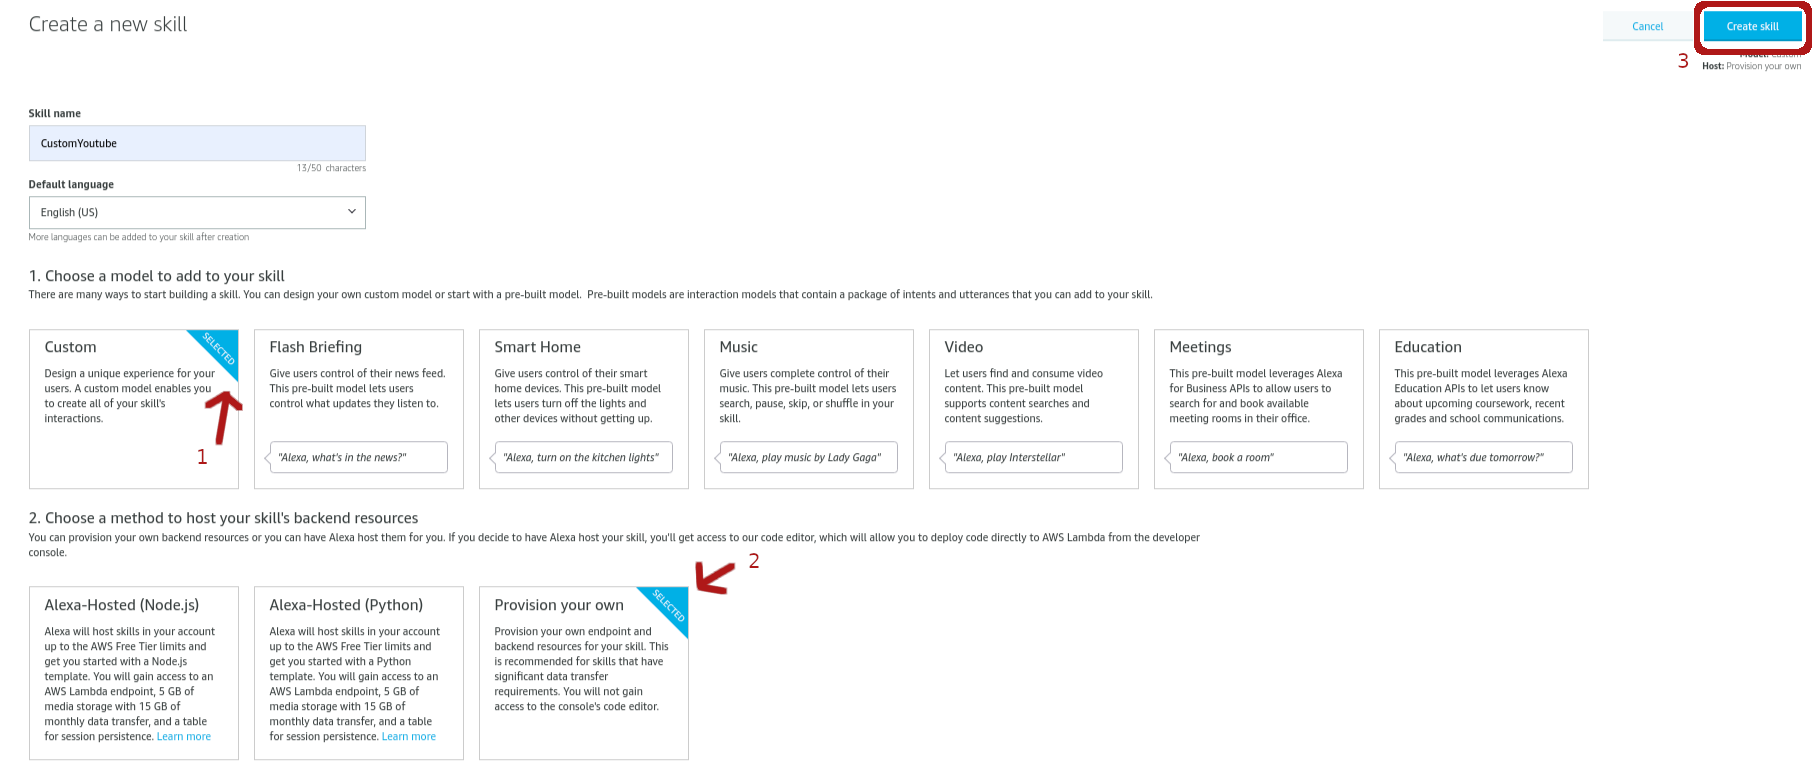 Create a new skill
Cancel
Create skill
3
Host: Provision your own
Skill name
CustomYoutube
13/50 characters
Default language
English (US)
More languages can be added to your skill after creation
1. Choose a model to add to your skill
There are many ways to start building a skill. You can design your own custom model or start with a pre-built model. Pre-built models are interaction models that contain a package of intents and utterances that you can add to your skill.
Custom
SELECTED
Design a unique experience for your
users. A custom model enables you
to create all of your skill's
interactions.
1
Flash Briefing
Give users control of their news feed.
This pre-built model lets users
control what updates they listen to.
"Alexa, what's in the news?"
Smart Home
Give users control of their smart
home devices. This pre-built model
lets users turn off the lights and
other devices without getting up.
"Alexa, turn on the kitchen lights"
Music
Give users complete control of their
music. This pre-built model lets users
search, pause, skip, or shuffle in your
skill.
"Alexa, play music by Lady Gaga"
Video
Let users find and consume video
content. This pre-built model
supports content searches and
content suggestions.
"Alexa, play Interstellar"
Meetings
This pre-built model leverages Alexa
for Business APIs to allow users to
search for and book available
meeting rooms in their office.
"Alexa, book a room"
Education
This pre-built model leverages Alexa
Education APIs to let users know
about upcoming coursework, recent
grades and school communications.
"Alexa, what's due tomorrow?"
2. Choose a method to host your skill's backend resources
You can provision your own backend resources or you can have Alexa host them for you. If you decide to have Alexa host your skill, you'll get access to our code editor, which will allow you to deploy code directly to AWS Lambda from the developer
console.
2
Alexa-Hosted (Node.js)
Alexa will host skills in your account
up to the AWS Free Tier limits and
get you started with a Node.js
template. You will gain access to an
AWS Lambda endpoint, 5 GB of
media storage with 15 GB of
monthly data transfer, and a table
for session persistence. Learn more
Alexa-Hosted (Python)
Alexa will host skills in your account
up to the AWS Free Tier limits and
get you started with a Python
template. You will gain access to an
AWS Lambda endpoint, 5 GB of
media storage with 15 GB of
monthly data transfer, and a table
for session persistence. Learn more
Provision your own
SELECTED
Provision your own endpoint and
backend resources for your skill. This
is recommended for skills that have
significant data transfer
requirements. You will not gain
access to the console's code editor.